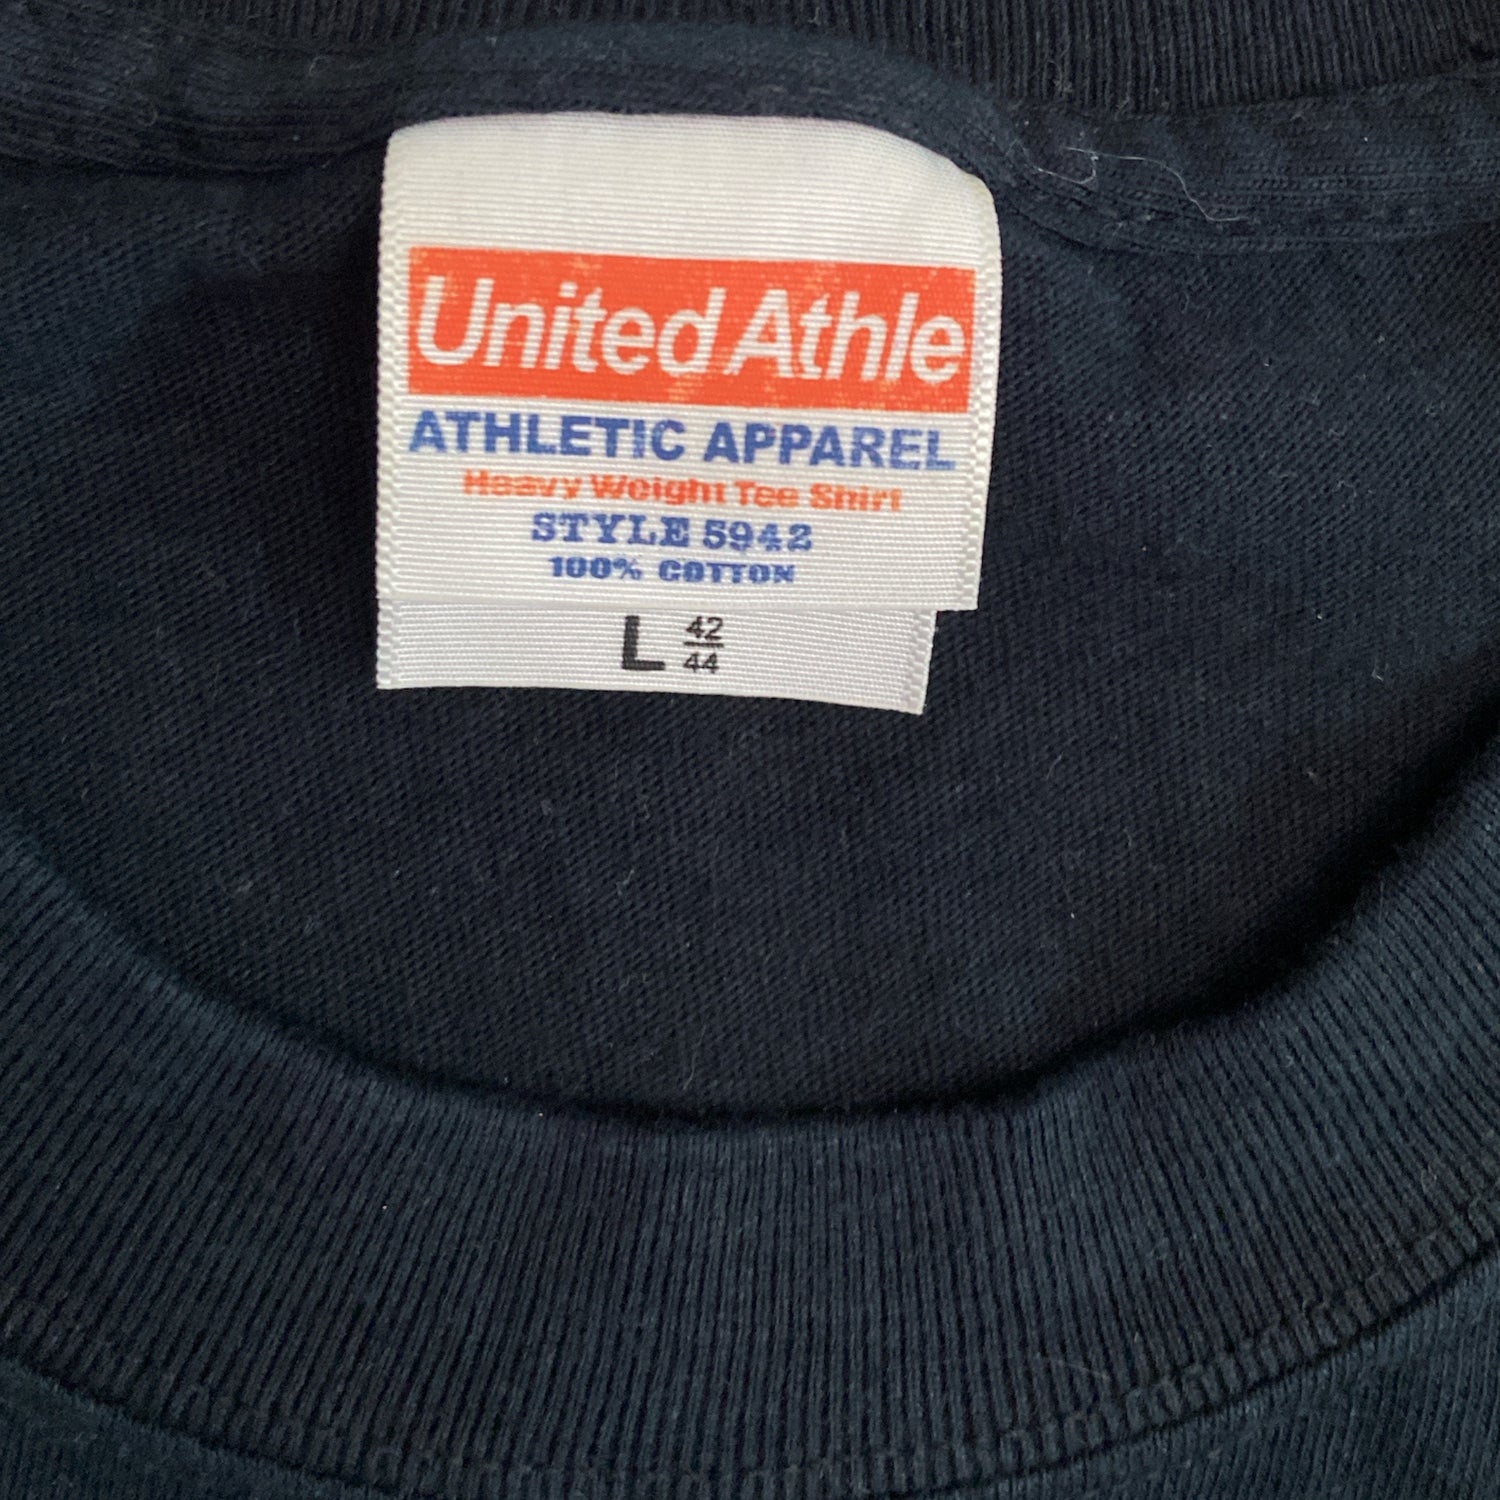 United Athle
ATHLETIC APPAREL
Heavy Weight Tee Shirt
STYLE 5942
100% COTTON
L 42
44